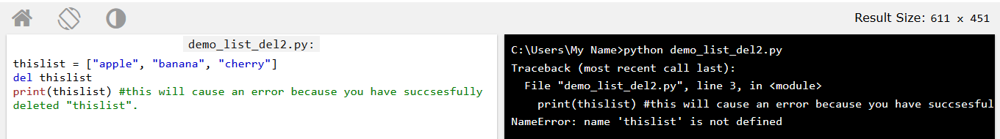 Result Size: 611 x 451
demo_list_del2.py:
thislist = ["apple", "banana", "cherry"]
del thislist
print(thislist) #this will cause an error because you have succsesfully
deleted "thislist".
C:\Users\My Name>python demo_list_del2.py
Traceback (most recent call last):
  File "demo_list_del2.py", line 3, in <module>
    print(thislist) #this will cause an error because you have succsesful
NameError: name 'thislist' is not defined